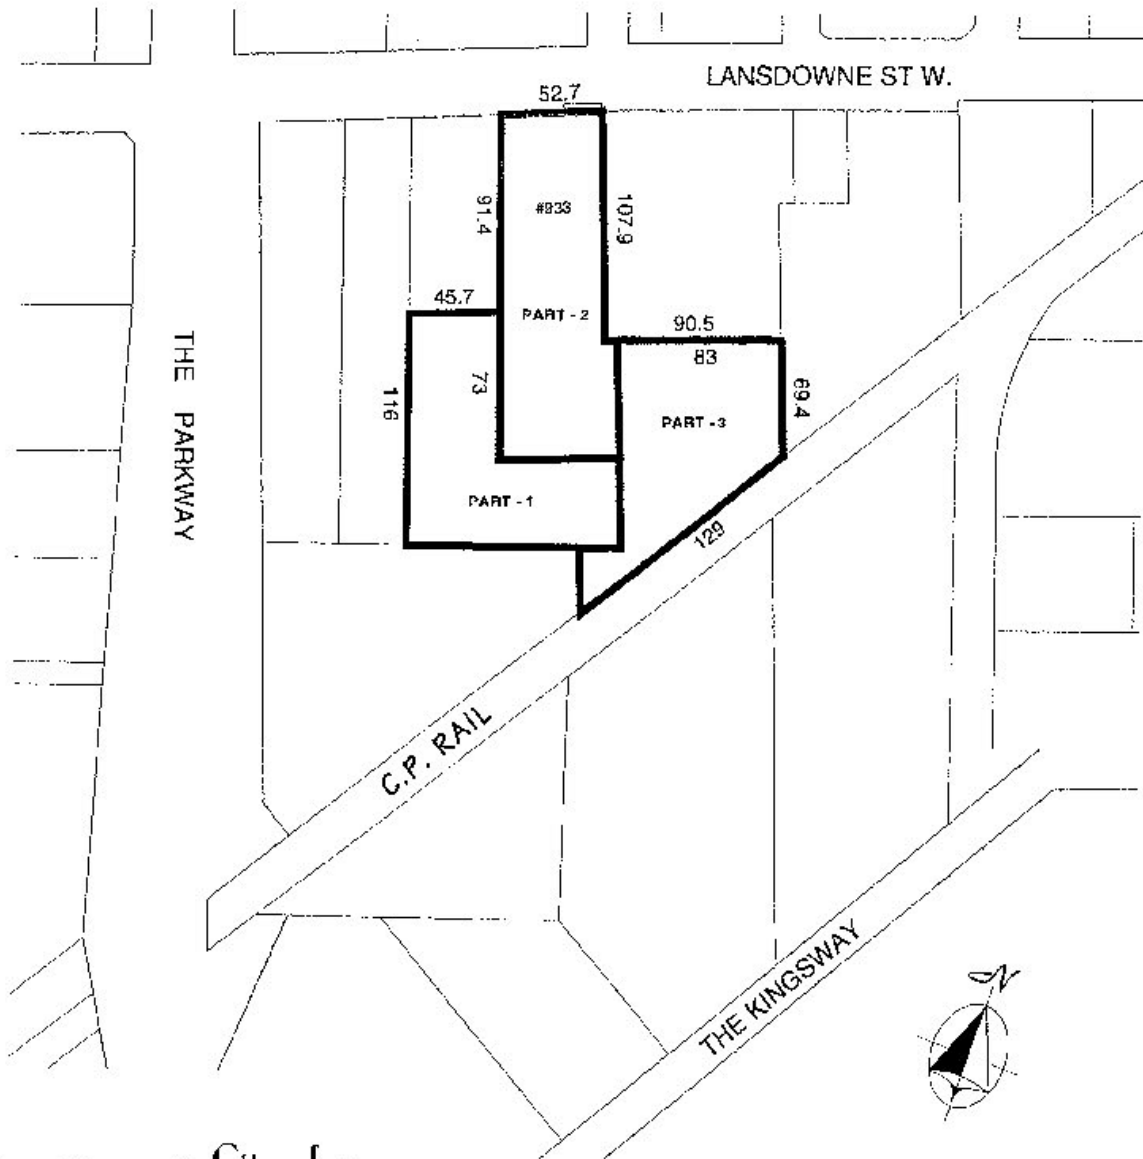 LANSDOWNE ST W.
52.7
91.4
#933
107.9
45.7
PART - 2
90.5
83
THE PARKWAY
116
73
69.4
PART - 3
PART - 1
129
C.P. RAIL
THE KINGSWAY
N